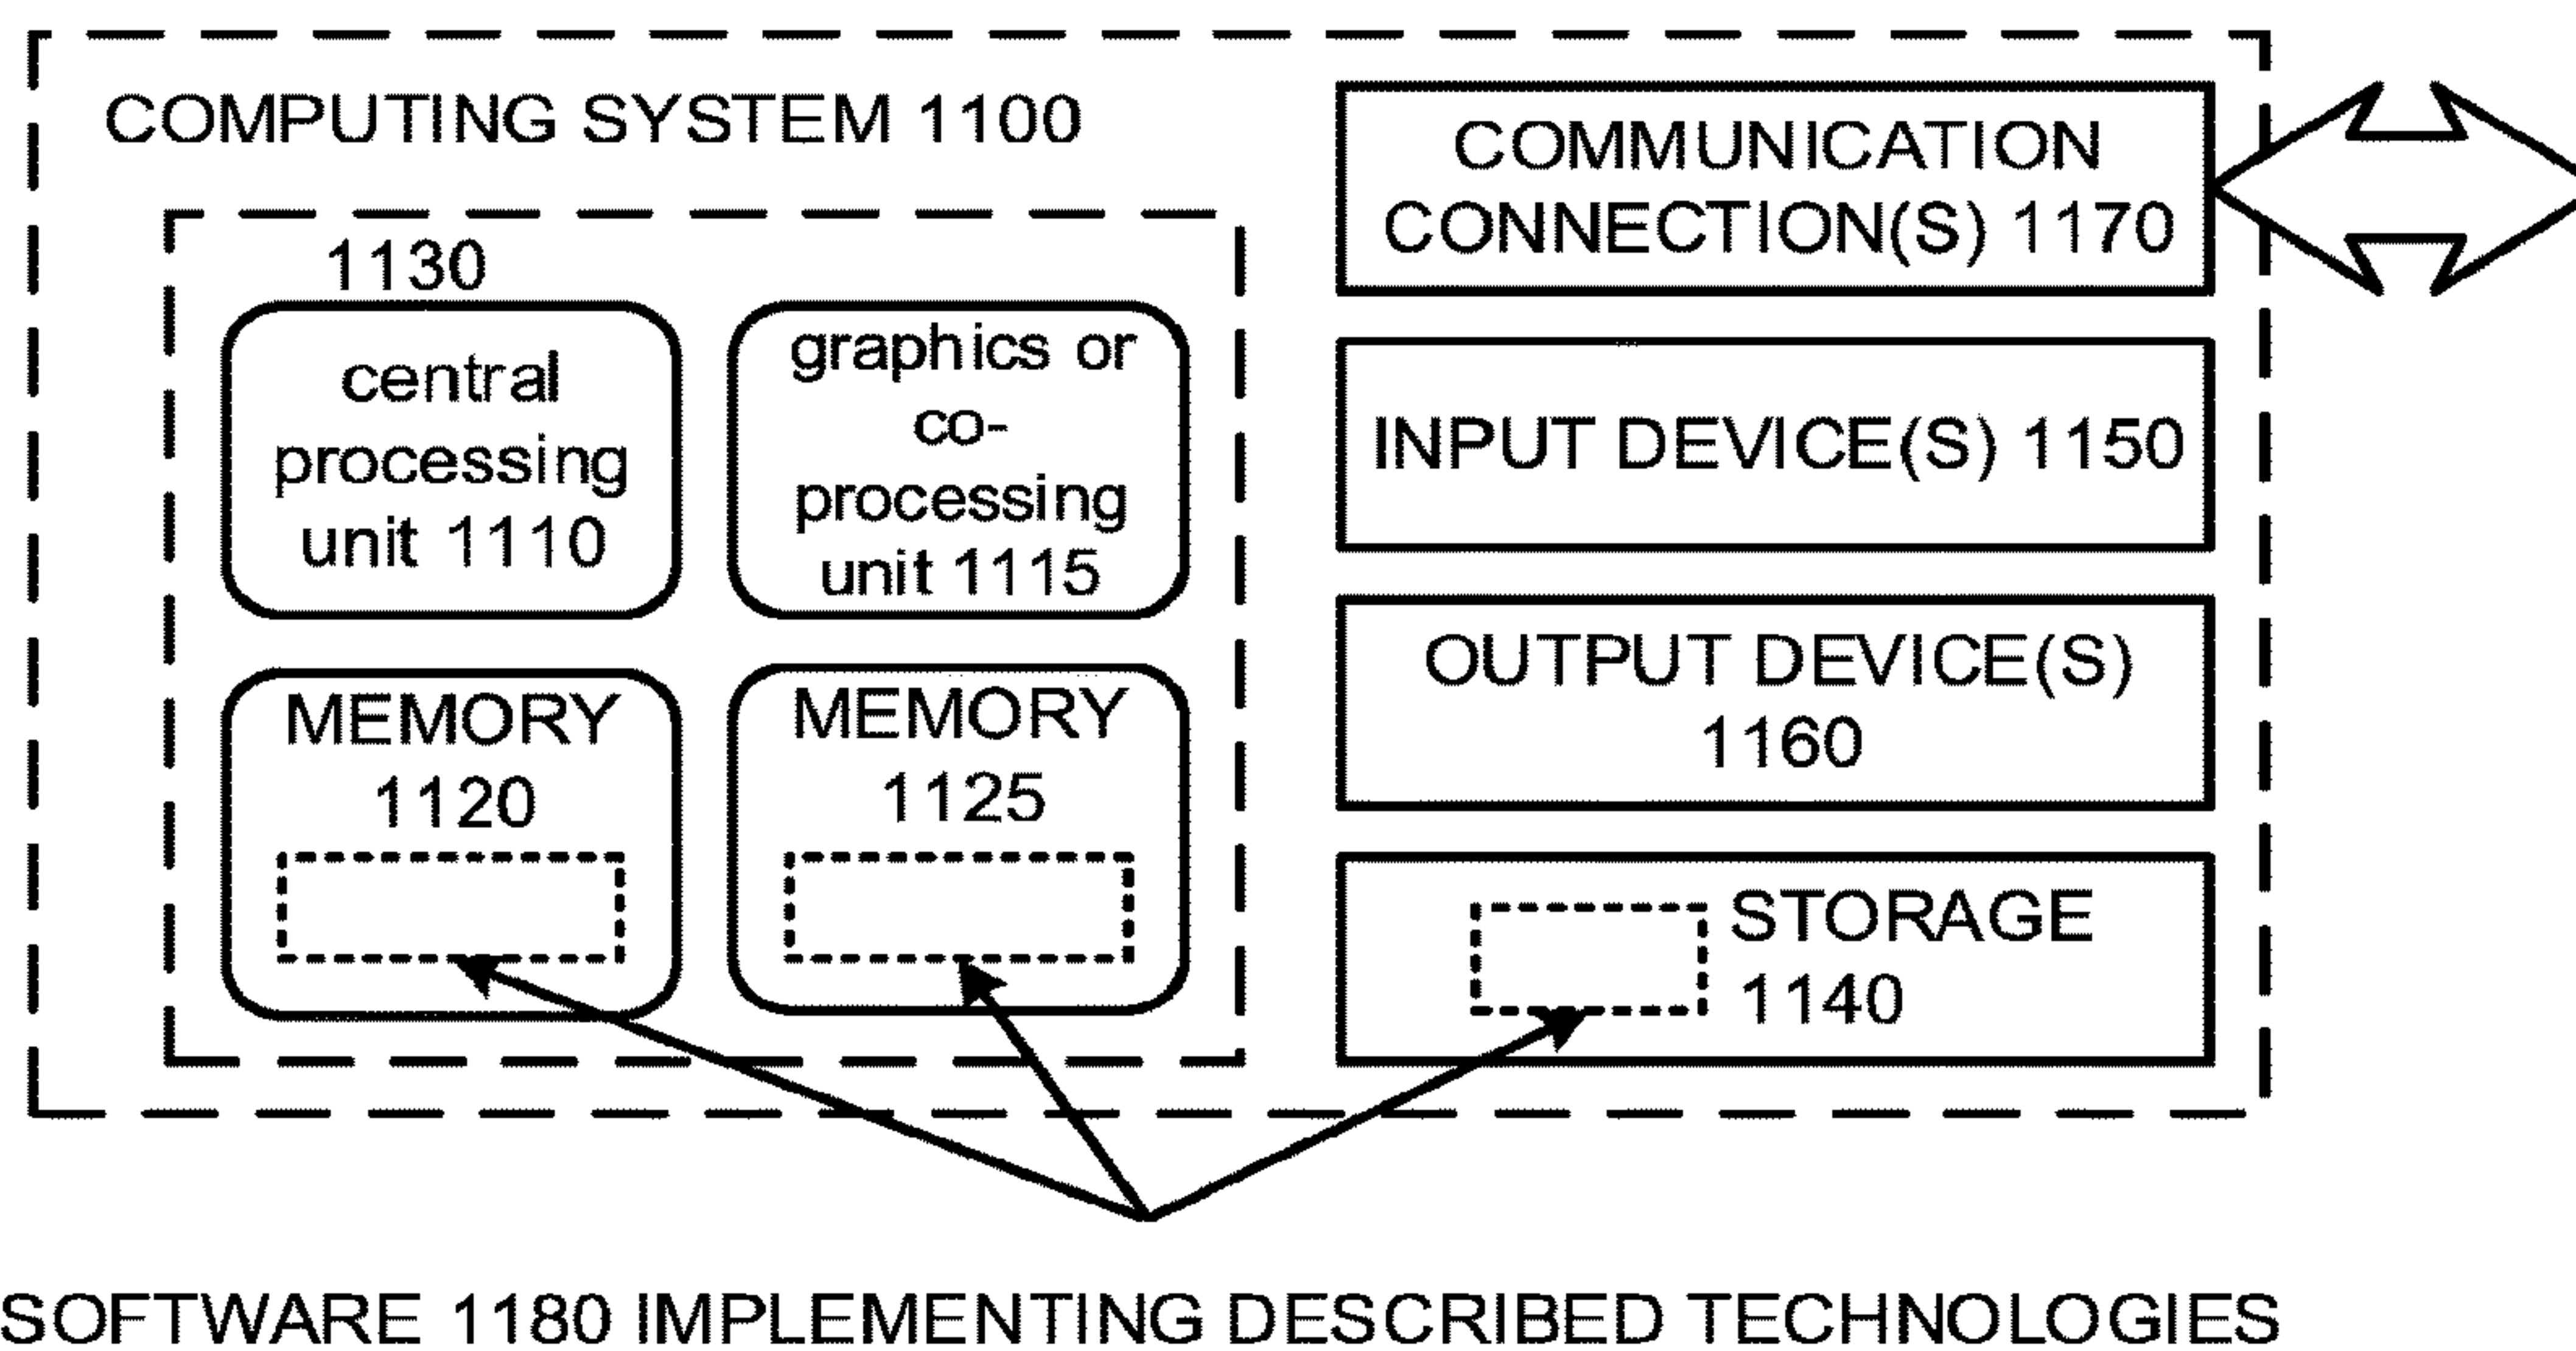 COMPUTING SYSTEM 1100
1130
central
processing
unit 1110
graphics or
co-
processing
unit 1115
MEMORY
1120
MEMORY
1125
COMMUNICATION
CONNECTION(S) 1170
INPUT DEVICE(S) 1150
OUTPUT DEVICE(S)
1160
STORAGE
1140
SOFTWARE 1180 IMPLEMENTING DESCRIBED TECHNOLOGIES